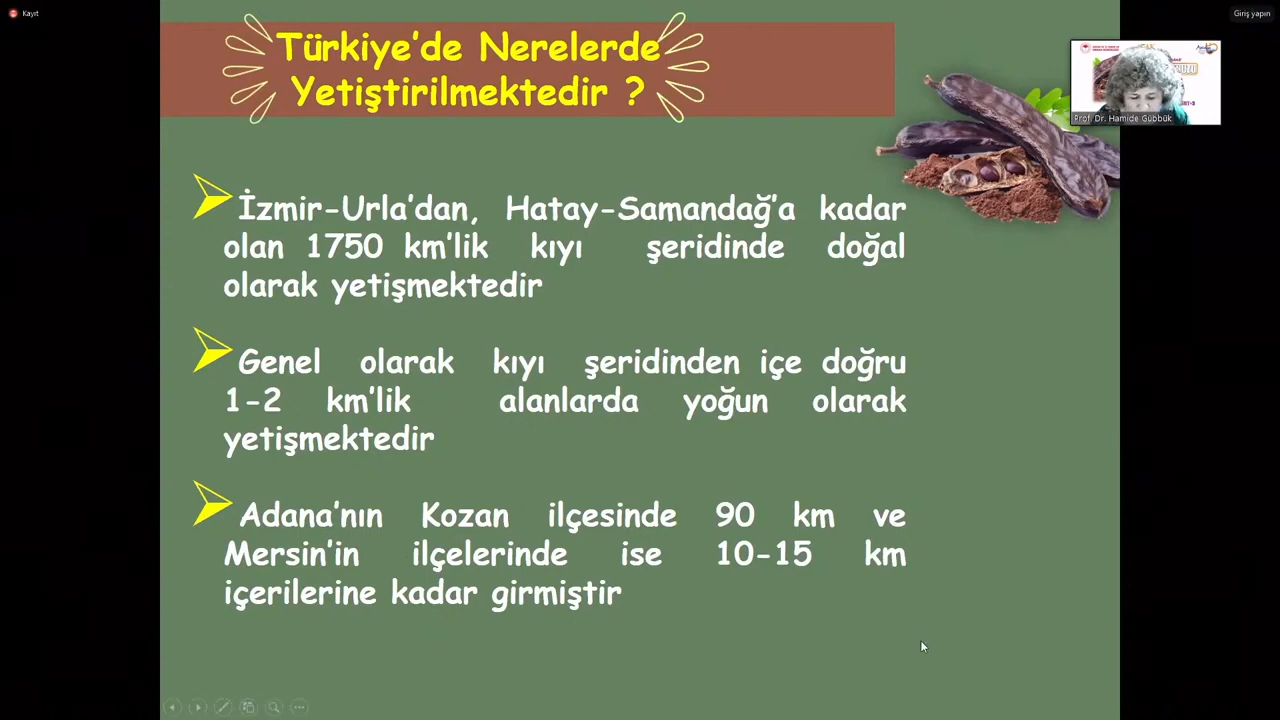 Kayıt
Giriş yapın
Türkiye’de Nerelerde
Yetiştirilmektedir ?
Prof. Dr. Hamide Gübbük
İzmir-Urla’dan, Hatay-Samandağ’a kadar
olan 1750 km’lik kıyı şeridinde doğal
olarak yetişmektedir
Genel olarak kıyı şeridinden içe doğru
1-2 km’lik alanlarda yoğun olarak
yetişmektedir
Adana’nın Kozan ilçesinde 90 km ve
Mersin’in ilçelerinde ise 10-15 km
içerilerine kadar girmiştir